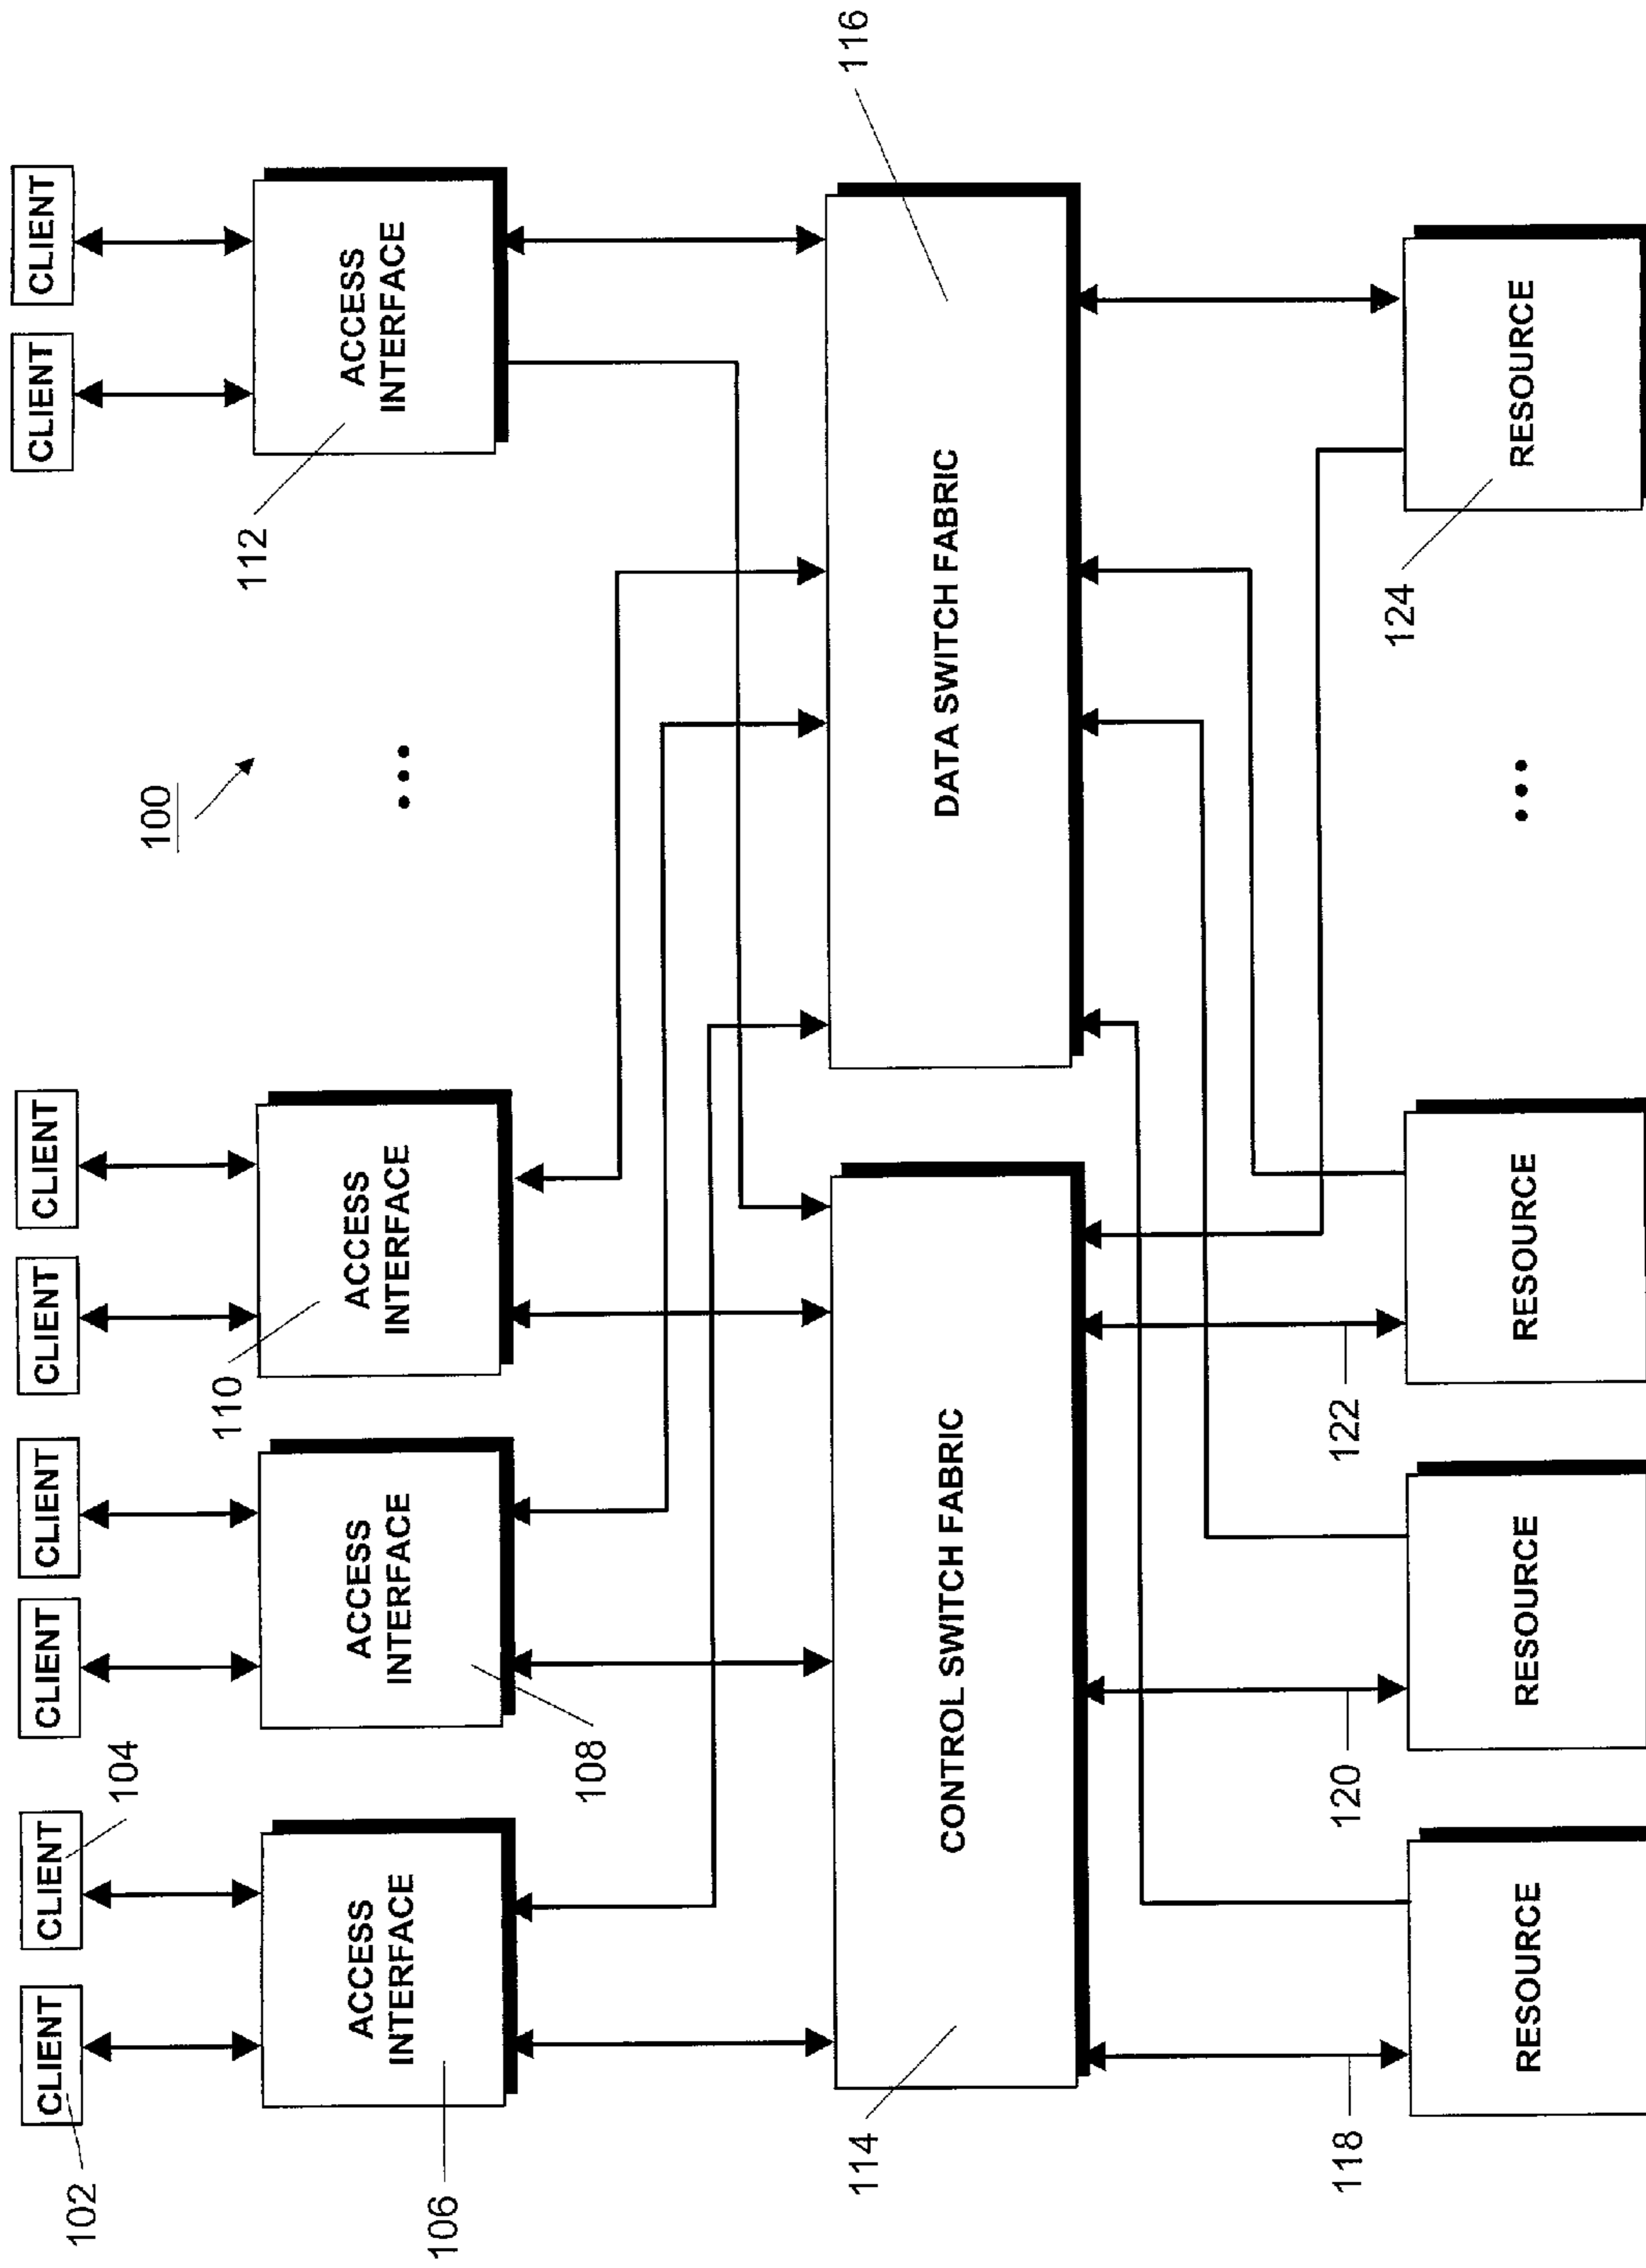 CLIENT
CLIENT
CLIENT
CLIENT
CLIENT
CLIENT
CLIENT
CLIENT
102
104
100
110
112
ACCESS
INTERFACE
ACCESS
INTERFACE
ACCESS
INTERFACE
...
ACCESS
INTERFACE
106
108
114
116
CONTROL SWITCH FABRIC
DATA SWITCH FABRIC
118
120
122
124
RESOURCE
RESOURCE
RESOURCE
...
RESOURCE